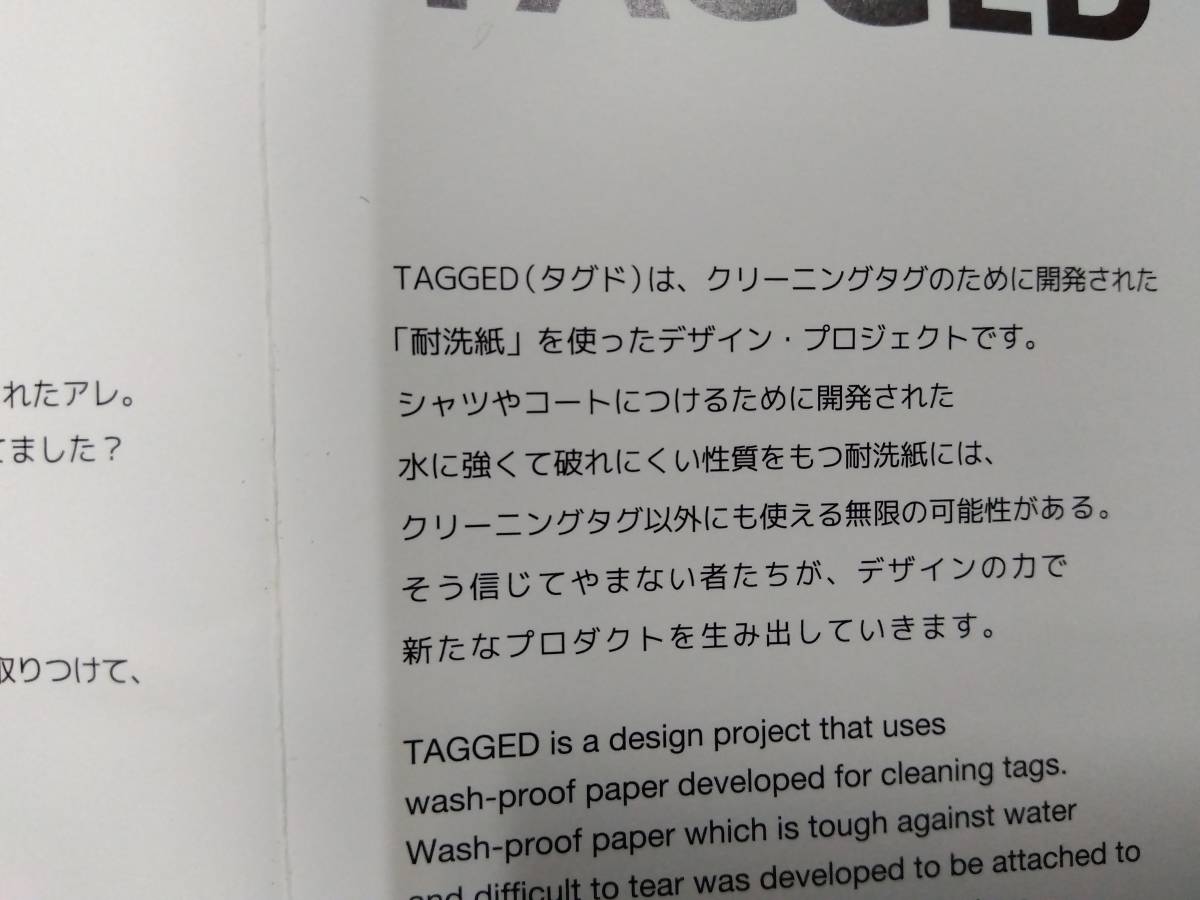 TAGGED
れたアレ。
てました？
取りつけて、
TAGGED（タグド）は、クリーニングタグのために開発された
「耐洗紙」を使ったデザイン・プロジェクトです。
シャツやコートにつけるために開発された
水に強くて破れにくい性質をもつ耐洗紙には、
クリーニングタグ以外にも使える無限の可能性がある。
そう信じてやまない者たちが、デザインの力で
新たなプロダクトを生み出していきます。
TAGGED is a design project that uses
wash-proof paper developed for cleaning tags.
Wash-proof paper which is tough against water
and difficult to tear was developed to be attached to